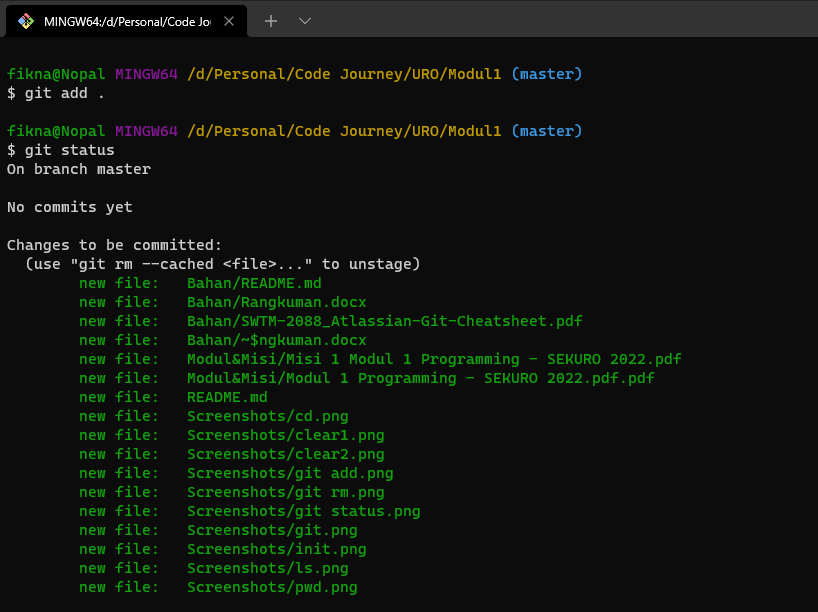 MINGW64:/d/Personal/Code Jou
fikna@Nopal MINGW64 /d/Personal/Code Journey/URO/Modul1 (master)
$ git add .
fikna@Nopal MINGW64 /d/Personal/Code Journey/URO/Modul1 (master)
$ git status
On branch master
No commits yet
Changes to be committed:
  (use "git rm --cached <file>..." to unstage)
        new file:   Bahan/README.md
        new file:   Bahan/Rangkuman.docx
        new file:   Bahan/SWTM-2088_Atlassian-Git-Cheatsheet.pdf
        new file:   Bahan/~$ngkuman.docx
        new file:   Modul&Misi/Misi 1 Modul 1 Programming - SEKURO 2022.pdf
        new file:   Modul&Misi/Modul 1 Programming - SEKURO 2022.pdf.pdf
        new file:   README.md
        new file:   Screenshots/cd.png
        new file:   Screenshots/clear1.png
        new file:   Screenshots/clear2.png
        new file:   Screenshots/git add.png
        new file:   Screenshots/git rm.png
        new file:   Screenshots/git status.png
        new file:   Screenshots/git.png
        new file:   Screenshots/init.png
        new file:   Screenshots/ls.png
        new file:   Screenshots/pwd.png